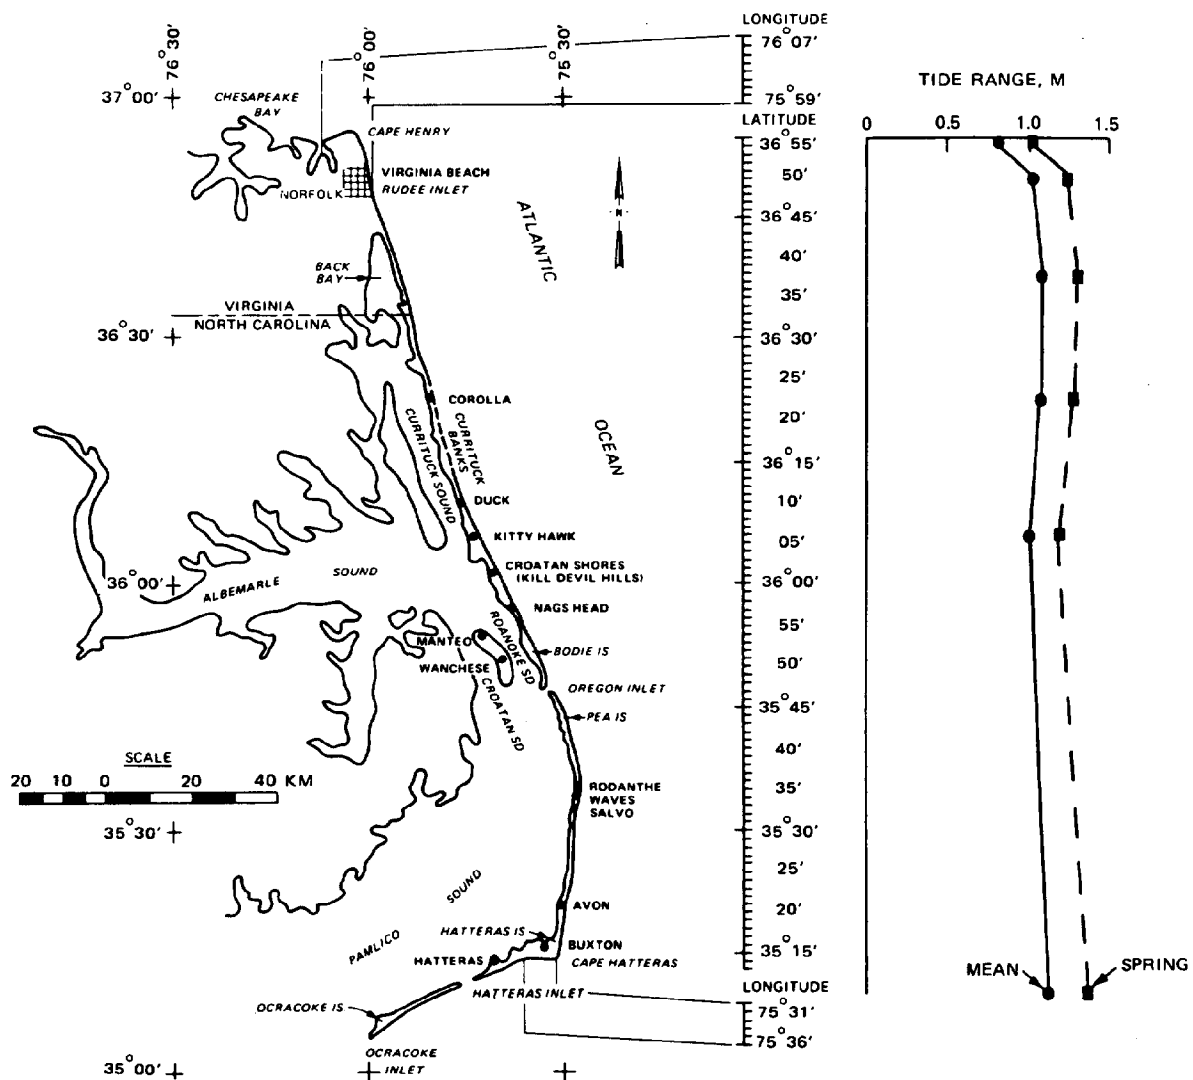 LONGITUDE
76°30'
76°00'
75°30'
76°07'
75°59'
TIDE RANGE, M
0 0.5 1.0 1.5
37°00'
CHESAPEAKE
BAY
CAPE HENRY
LATITUDE
36°55'
VIRGINIA BEACH
RUDEE INLET
NORFOLK
50'
36°45'
N
ATLANTIC
40'
BACK
BAY
35'
VIRGINIA
NORTH CAROLINA
36°30'
36°30'
25'
COROLLA
20'
CURRITUCK
BANKS
CURRITUCK SOUND
OCEAN
36°15'
DUCK
10'
KITTY HAWK
05'
CROATAN SHORES
(KILL DEVIL HILLS)
SOUND
ALBEMARLE
36°00'
36°00'
NAGS HEAD
55'
ROANOKE SD
MANTEO
BODIE IS
WANCHESE
50'
CROATAN SD
OREGON INLET
35°45'
PEA IS
40'
SCALE
20 10 0 20 40 KM
RODANTHE
WAVES
SALVO
35'
35°30'
35°30'
25'
SOUND
AVON
20'
PAMLICO
HATTERAS IS
BUXTON
35°15'
HATTERAS
CAPE HATTERAS
MEAN
SPRING
LONGITUDE
HATTERAS INLET
75°31'
OCRACOKE IS
75°36'
OCRACOKE
INLET
35°00'